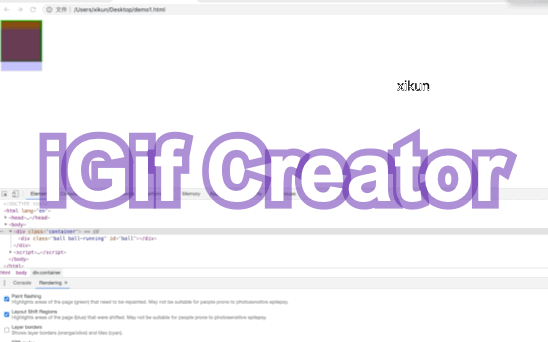 文件 /Users/xikun/Desktop/demo1.html
xikun
iGif Creator
Memory
<!DOCTYPE html>
<html lang="en">
<head>…</head>
<body>
<div class="container"> == $0
<div class="ball ball-running" id="ball"></div>
</div>
<script>…</script>
</body>
</html>
html body div.container
Console Rendering ×
Paint flashing
Highlights areas of the page (green) that need to be repainted. May not be suitable for people prone to photosensitive epilepsy.
Layout Shift Regions
Highlights areas of the page (blue) that were shifted. May not be suitable for people prone to photosensitive epilepsy.
Layer borders
Shows layer borders (orange/olive) and tiles (cyan).